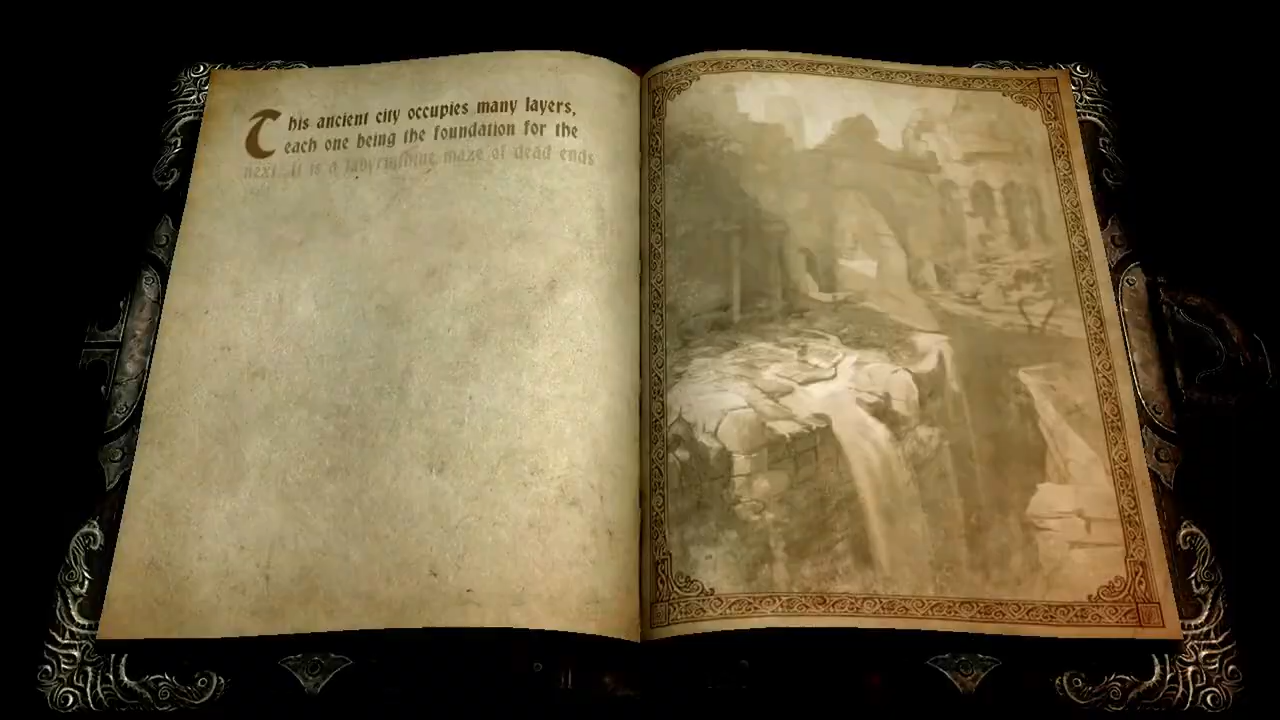 This ancient city occupies many layers,
each one being the foundation for the
next. It is a labyrinthine maze of dead ends